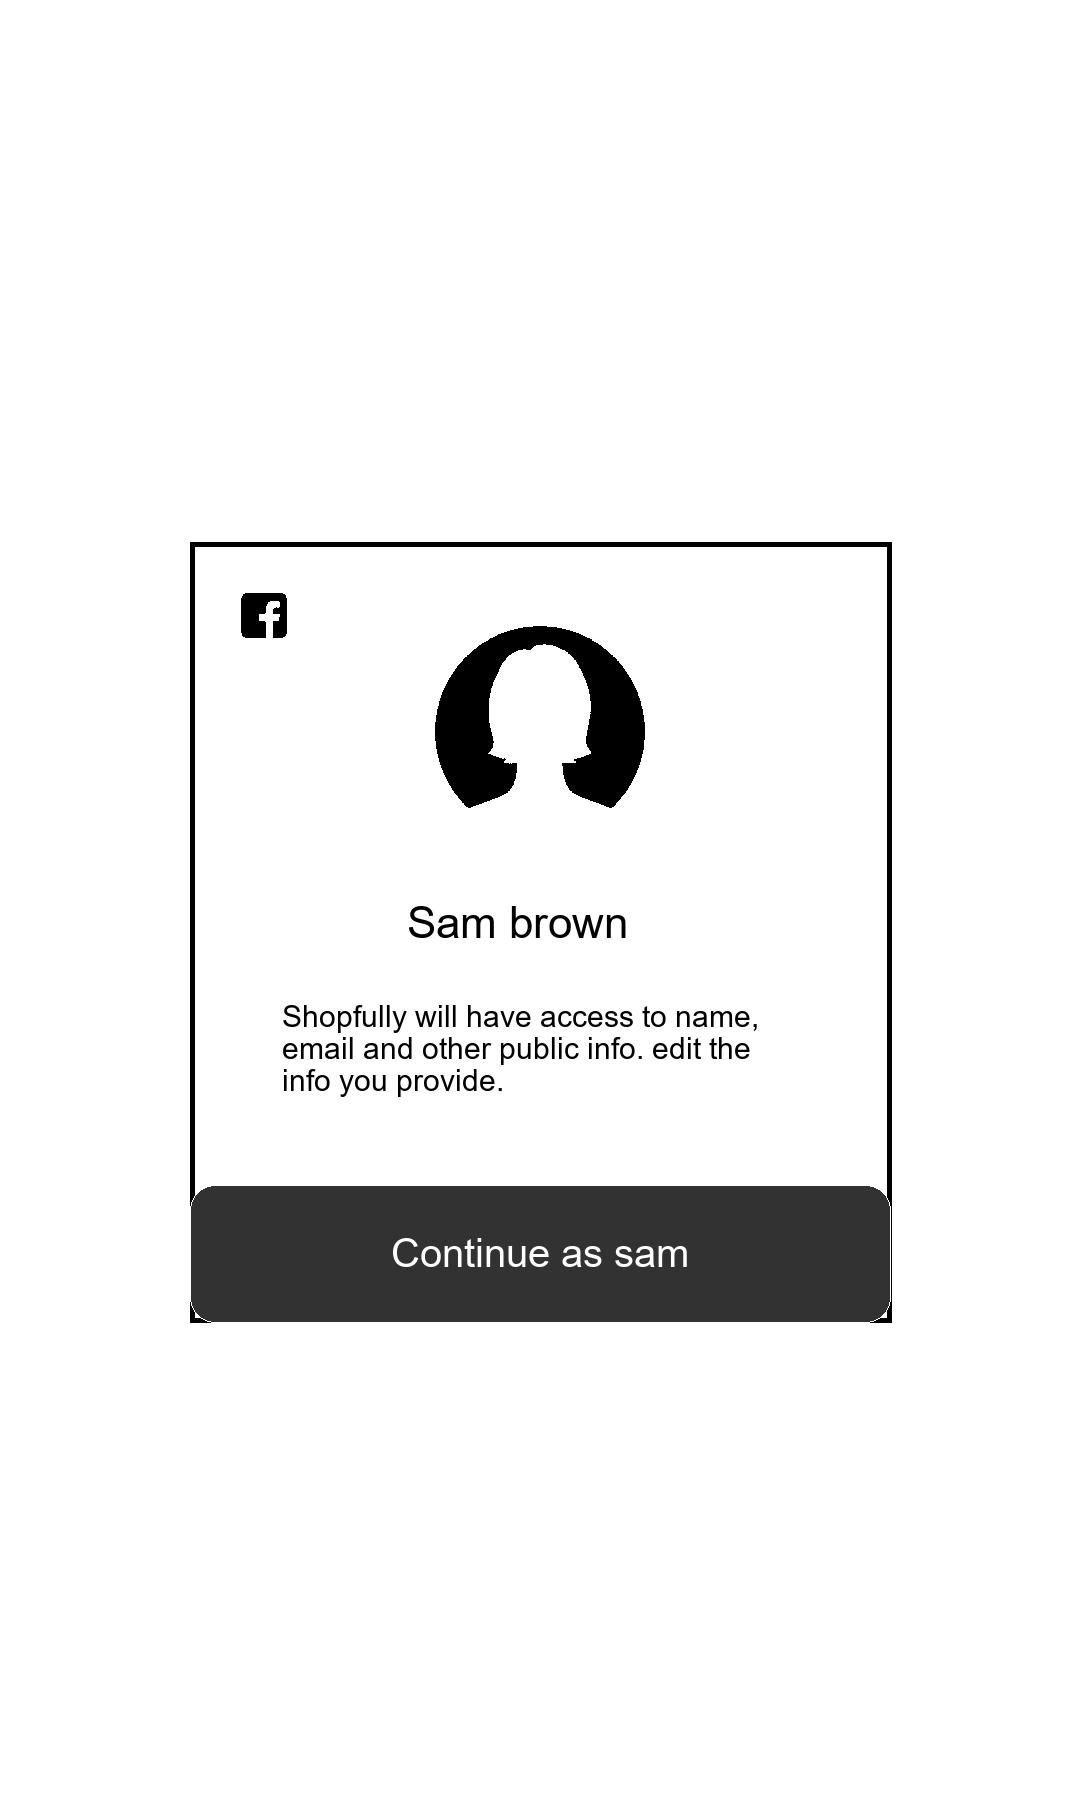 Sam brown
Shopfully will have access to name,
email and other public info. edit the
info you provide.
Continue as sam